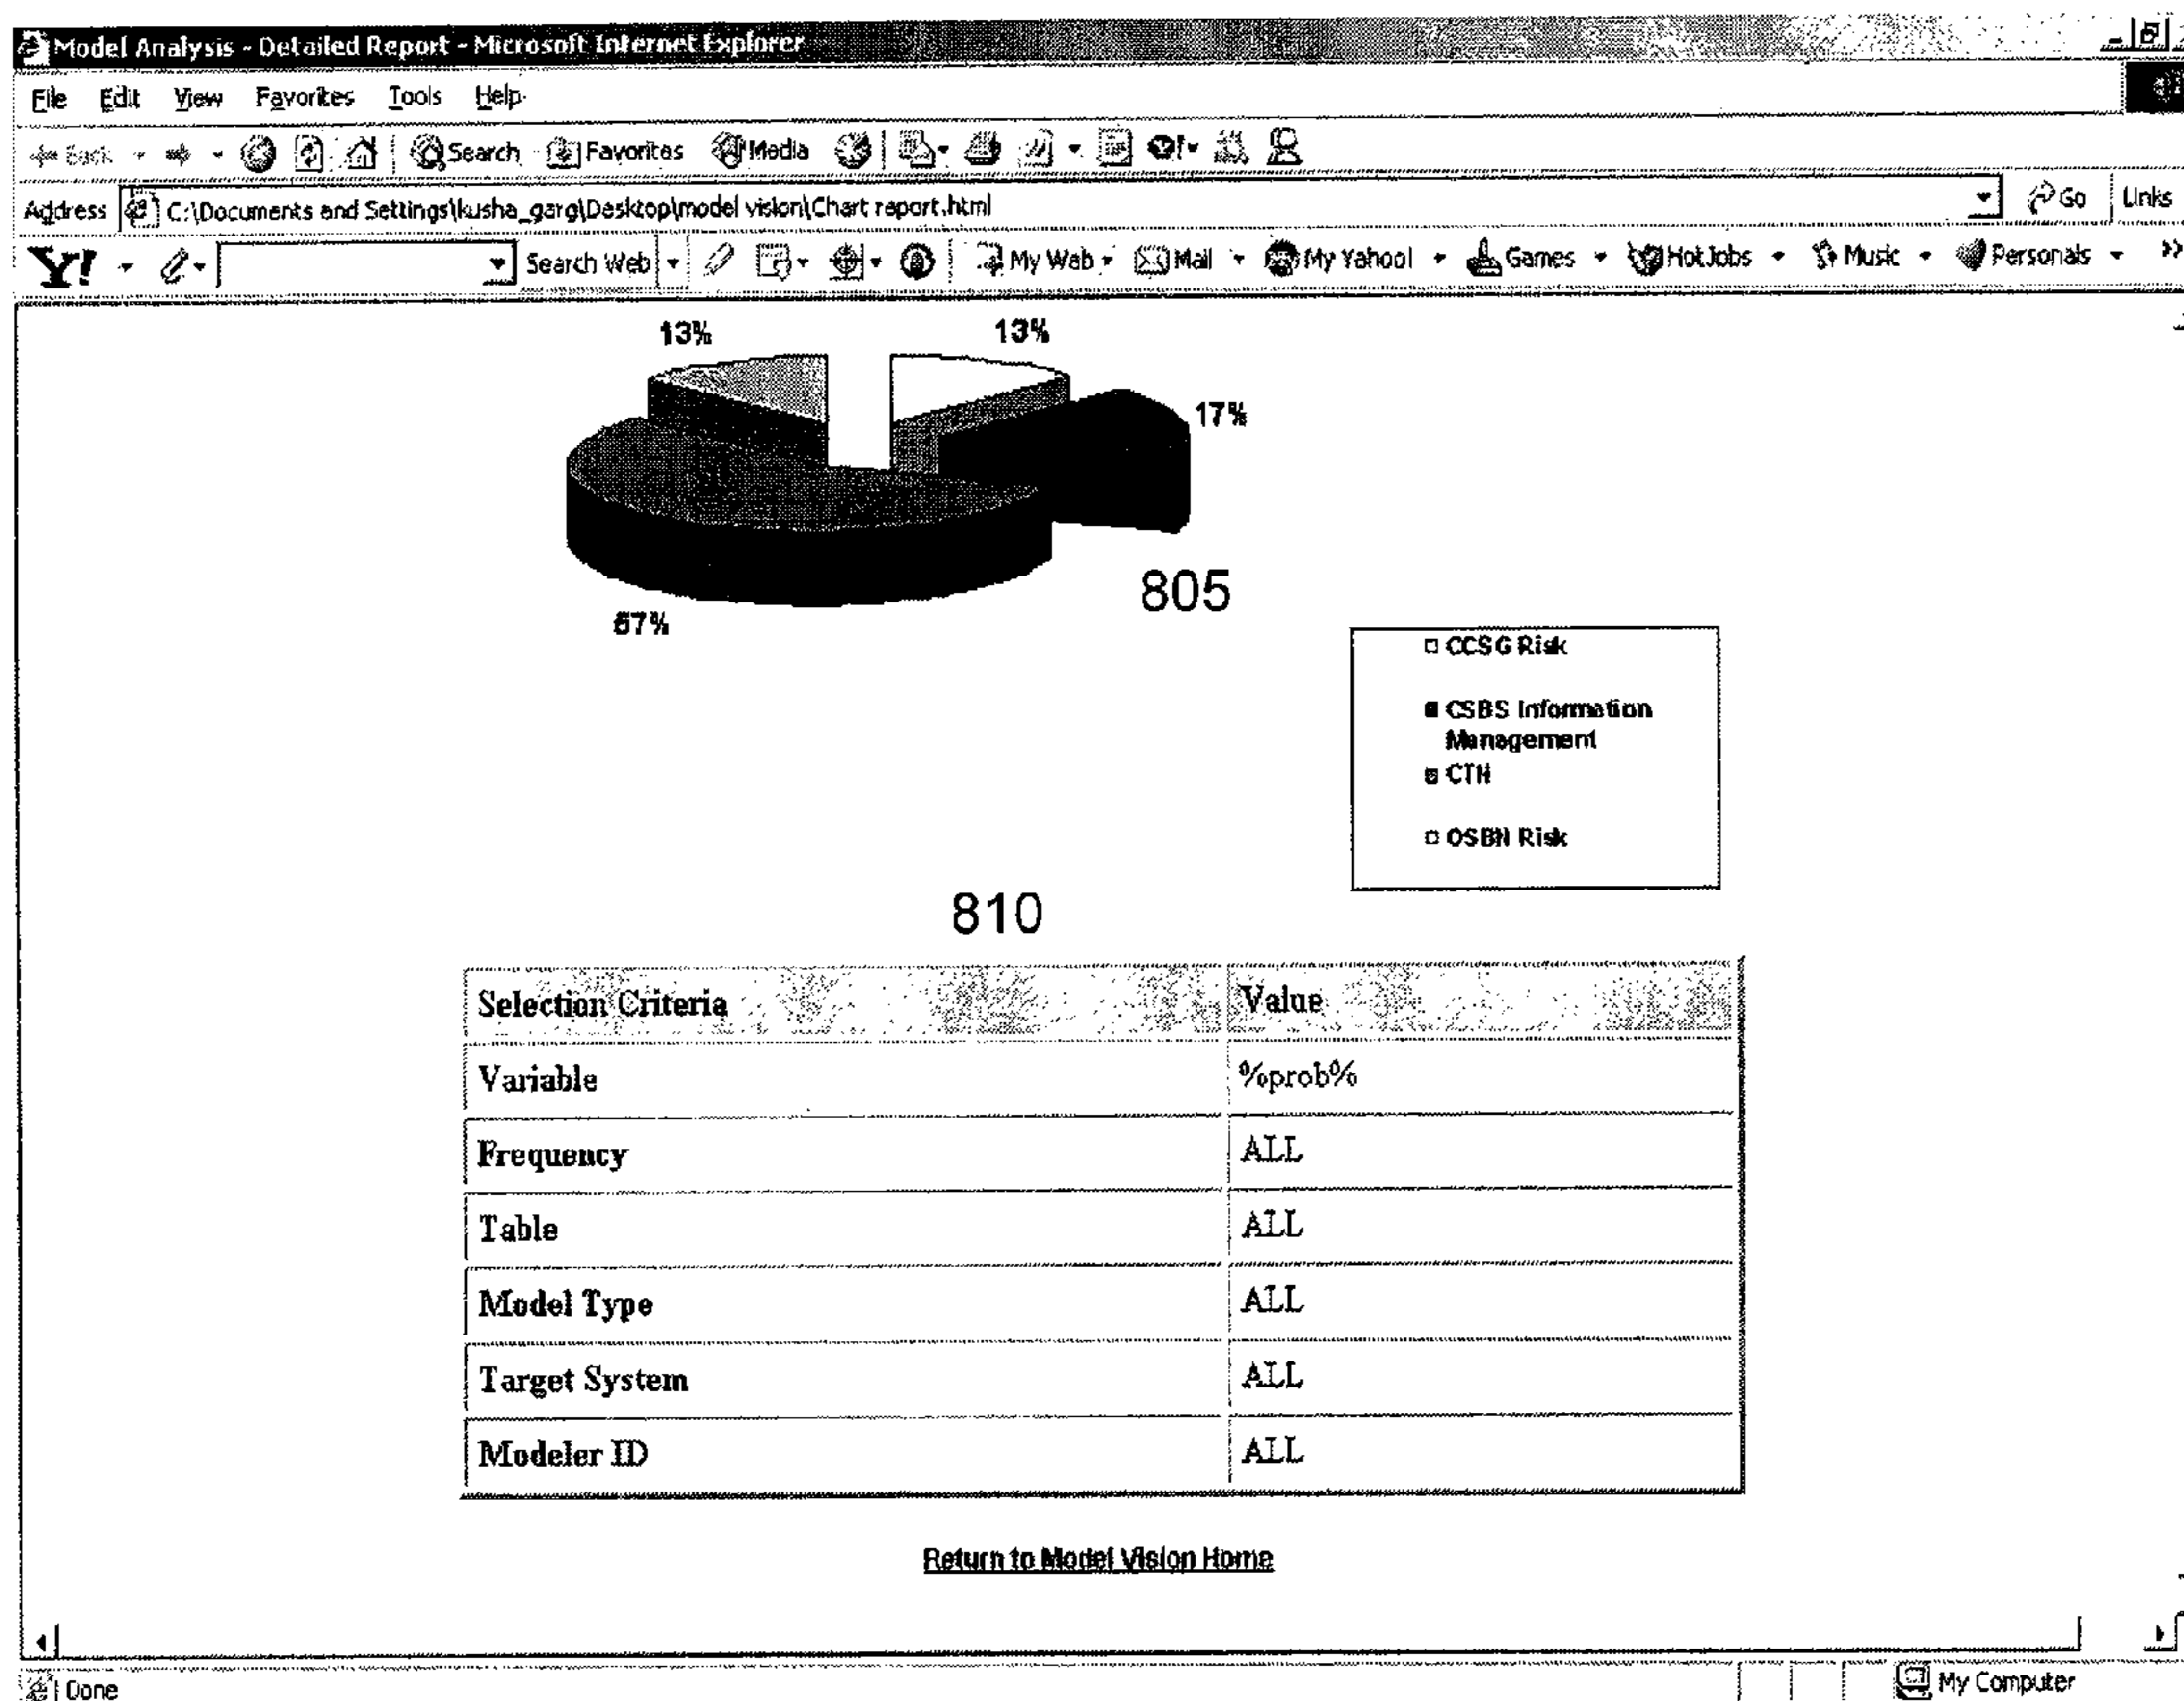 Model Analysis - Detailed Report - Microsoft Internet Explorer
File Edit View Favorites Tools Help
Back Search Favorites Media
Address C:\Documents and Settings\kusha_garg\Desktop\model vision\Chart report.html Go Links
Y! Search Web My Web Mail My Yahoo! Games HotJobs Music Personals »
13% 13%
17%
805
57%
CCSG Risk
CSBS Information
Management
CTN
OSBN Risk
810
Selection Criteria Value
Variable %prob%
Frequency ALL
Table ALL
Model Type ALL
Target System ALL
Modeler ID ALL
Return to Model Vision Home
Done My Computer